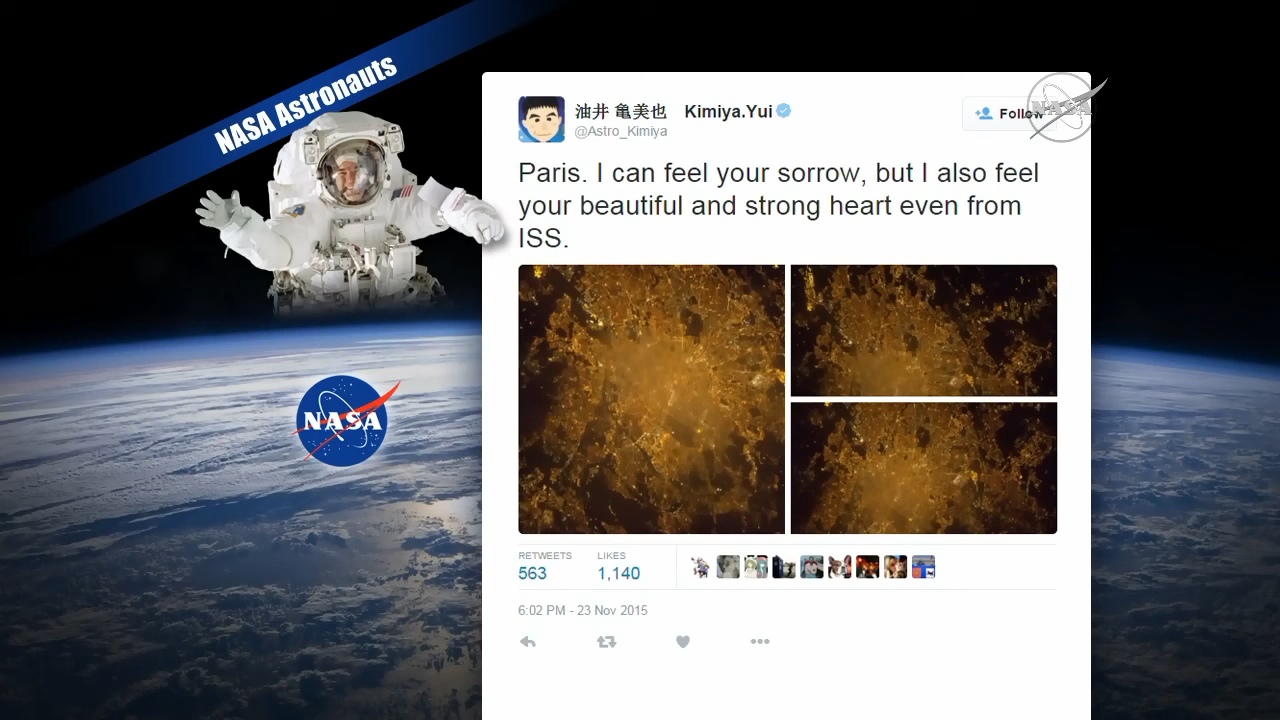 NASA Astronauts
油井 亀美也 Kimiya.Yui
@Astro_Kimiya
Follow
NASA
Paris. I can feel your sorrow, but I also feel
your beautiful and strong heart even from
ISS.
NASA
RETWEETS LIKES
563 1,140
6:02 PM - 23 Nov 2015